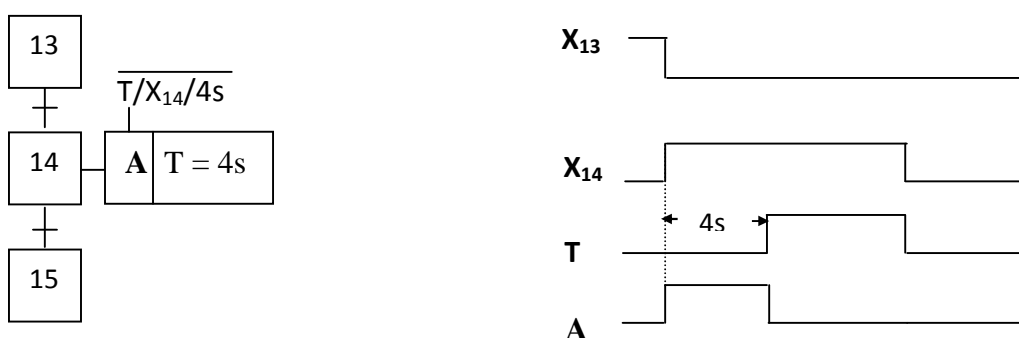 13
T/X₁₄/4s
14
A T = 4s
15
X₁₃
X₁₄
4s
T
A